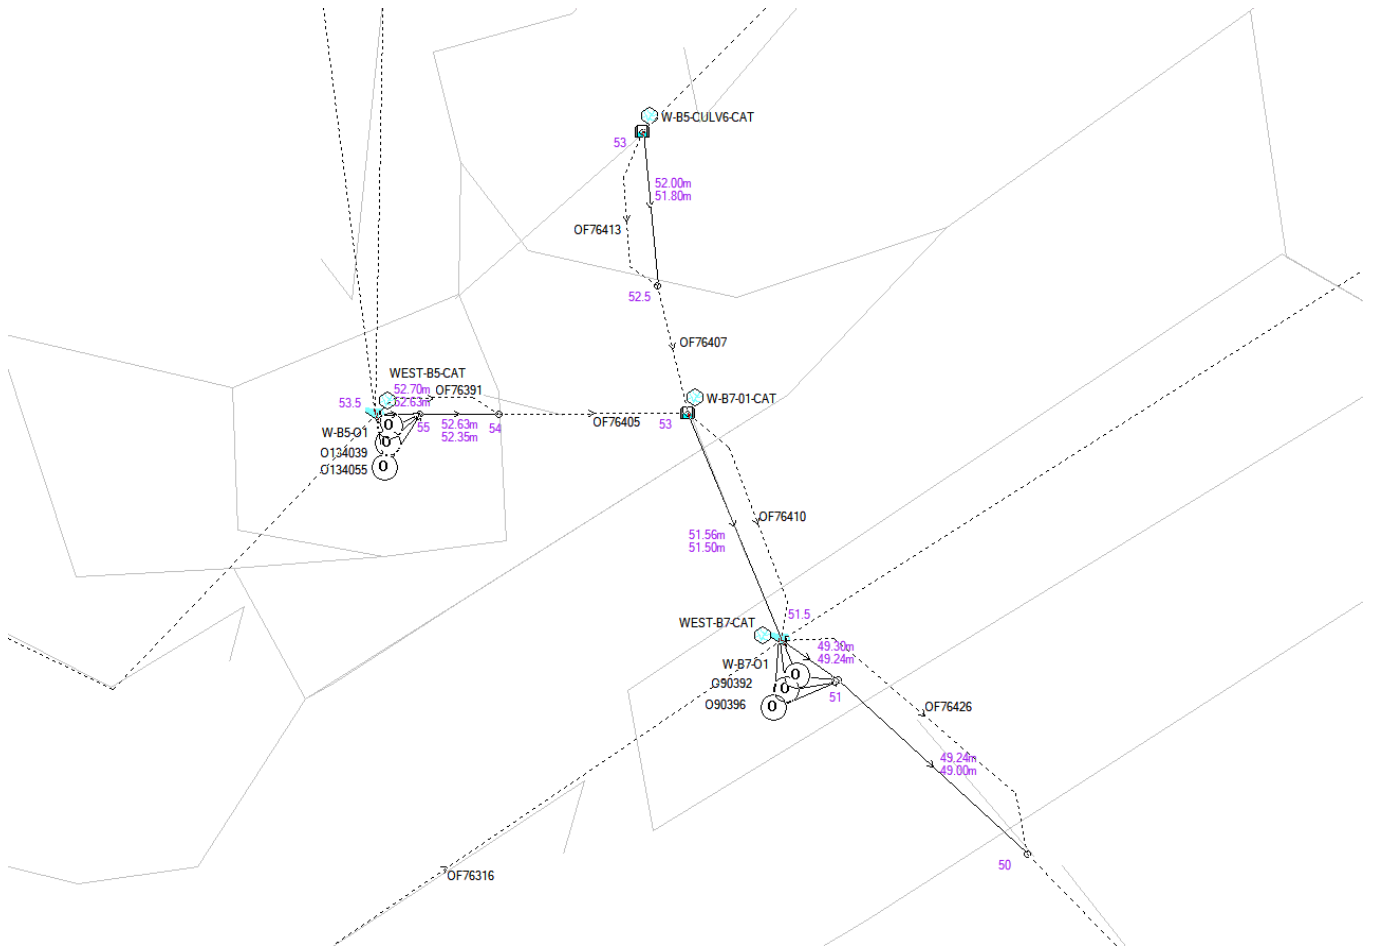 W-B5-CULV6-CAT
53
52.00m
51.80m
OF76413
52.5
OF76407
WEST-B5-CAT
52.70m
OF76391
52.63m
53.5
W-B7-01-CAT
OF76405
53
55
52.63m
52.35m
54
W-B5-O1
O134039
O134055
O
O
O
OF76410
51.56m
51.50m
51.5
WEST-B7-CAT
49.30m
49.24m
W-B7-O1
O90392
O90396
O
O
O
51
OF76426
49.24m
49.00m
50
OF76316